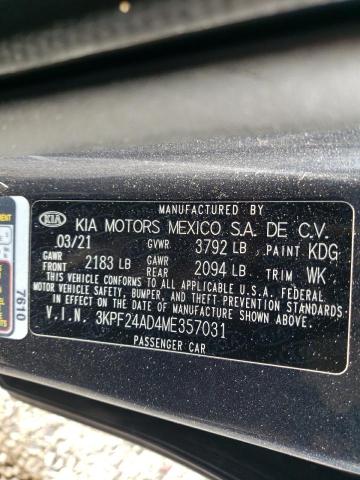 MANUFACTURED BY
KIA KIA MOTORS MEXICO S.A. DE C.V.
03/21 GVWR 3792 LB PAINT KDG
GAWR FRONT 2183 LB GAWR REAR 2094 LB TRIM WK
THIS VEHICLE CONFORMS TO ALL APPLICABLE U.S.A. FEDERAL
MOTOR VEHICLE SAFETY, BUMPER, AND THEFT PREVENTION STANDARDS
IN EFFECT ON THE DATE OF MANUFACTURE SHOWN ABOVE.
V.I.N. 3KPF24AD4ME357031
PASSENGER CAR
7610